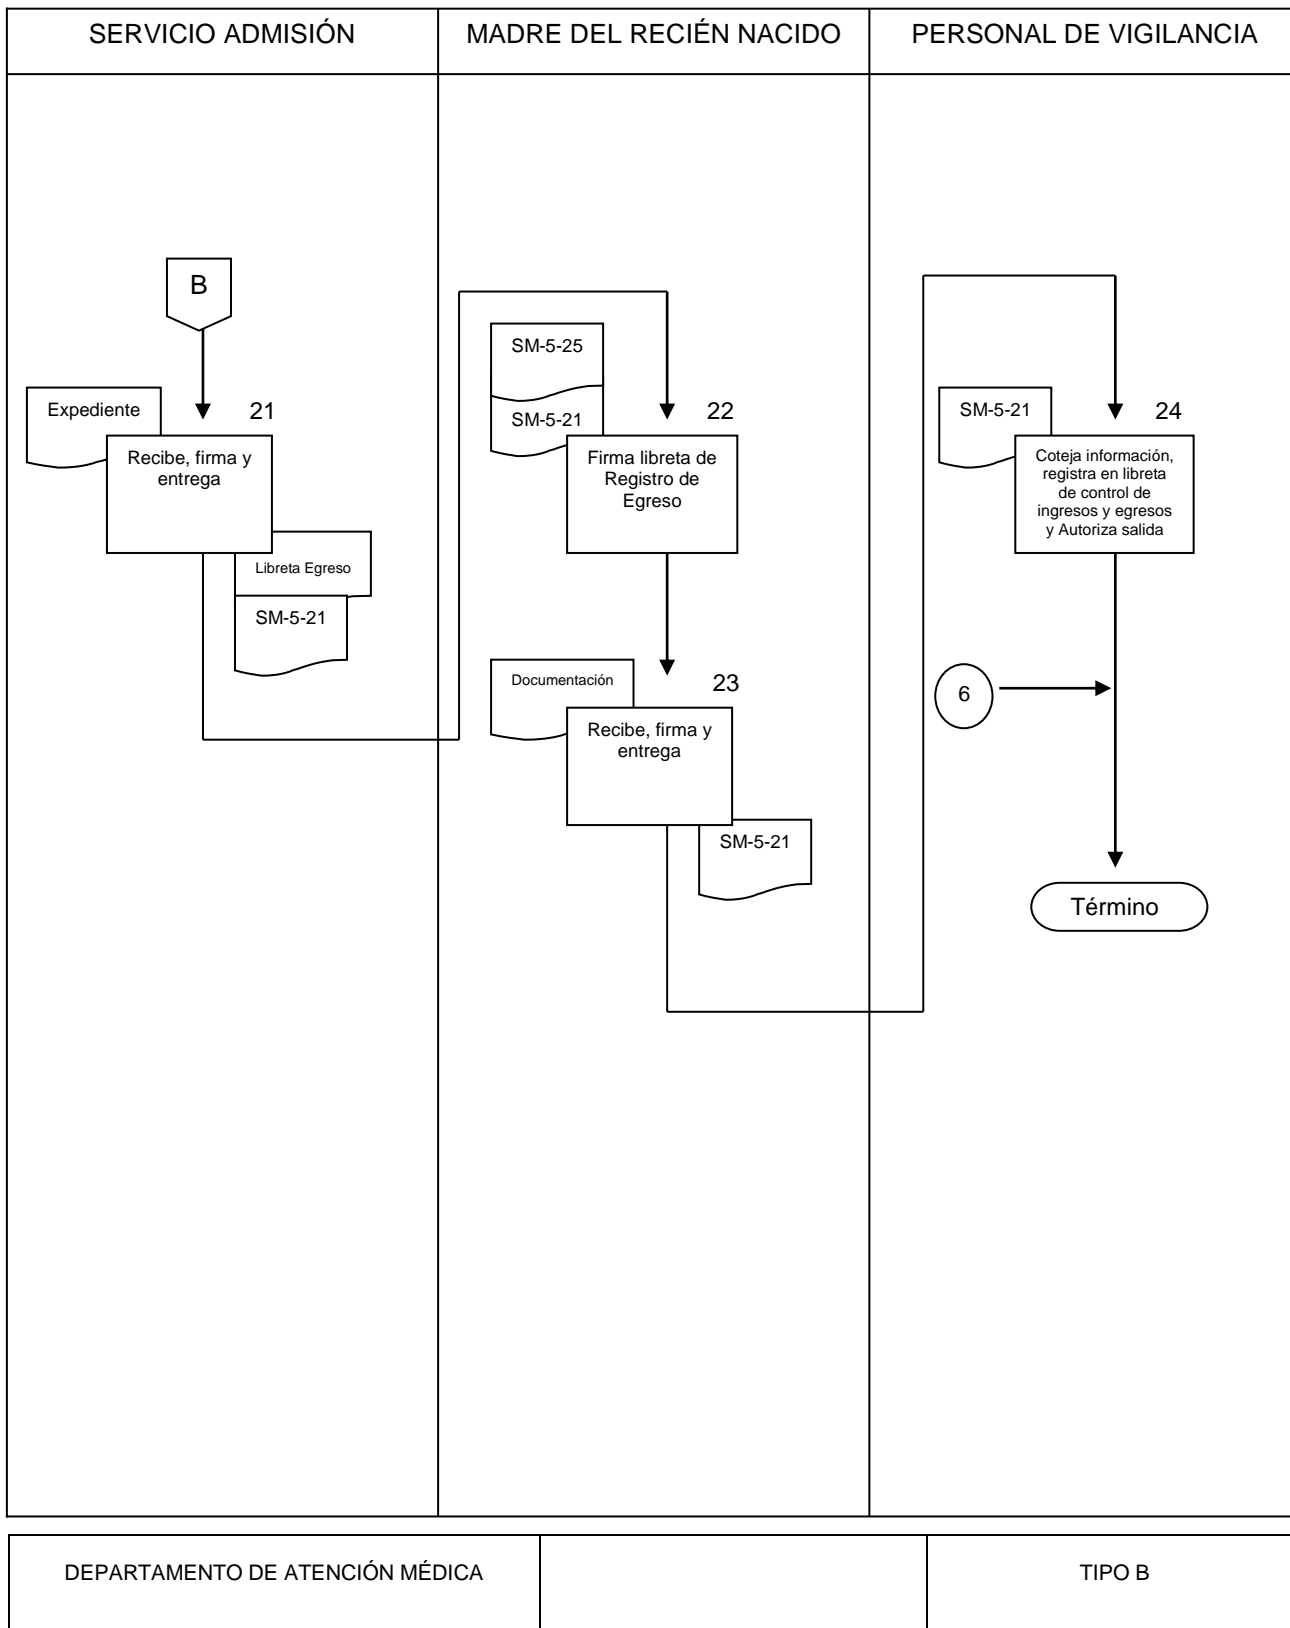 SERVICIO ADMISIÓN
MADRE DEL RECIÉN NACIDO
PERSONAL DE VIGILANCIA
B
Expediente
21
Recibe, firma y
entrega
Libreta Egreso
SM-5-21
SM-5-25
SM-5-21
22
Firma libreta de
Registro de
Egreso
Documentación
23
Recibe, firma y
entrega
SM-5-21
SM-5-21
24
Coteja información,
registra en libreta
de control de
ingresos y egresos
y Autoriza salida
6
Término
DEPARTAMENTO DE ATENCIÓN MÉDICA
TIPO B